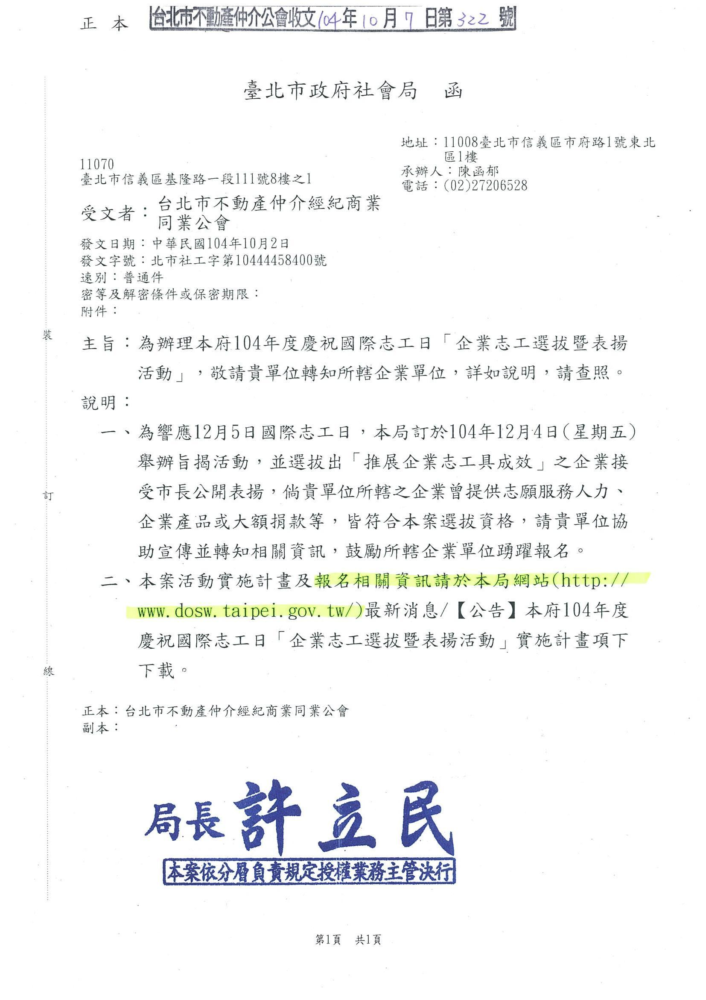 正本
台北市不動產仲介公會收文104年10月7日第322號
臺北市政府社會局 函
地址：11008臺北市信義區市府路1號東北
區1樓
承辦人：陳函郁
電話：(02)27206528
11070
臺北市信義區基隆路一段111號8樓之1
受文者：台北市不動產仲介經紀商業
同業公會
發文日期：中華民國104年10月2日
發文字號：北市社工字第10444458400號
速別：普通件
密等及解密條件或保密期限：
附件：
主旨：為辦理本府104年度慶祝國際志工日「企業志工選拔暨表揚
活動」，敬請貴單位轉知所轄企業單位，詳如說明，請查照。
說明：
一、為響應12月5日國際志工日，本局訂於104年12月4日(星期五)
舉辦旨揭活動，並選拔出「推展企業志工具成效」之企業接
受市長公開表揚，倘貴單位所轄之企業曾提供志願服務人力、
企業產品或大額捐款等，皆符合本案選拔資格，請貴單位協
助宣傳並轉知相關資訊，鼓勵所轄企業單位踴躍報名。
二、本案活動實施計畫及報名相關資訊請於本局網站(http://
www.dosw.taipei.gov.tw/)最新消息/【公告】本府104年度
慶祝國際志工日「企業志工選拔暨表揚活動」實施計畫項下
下載。
正本：台北市不動產仲介經紀商業同業公會
副本：
局長 許立民
本案依分層負責規定授權業務主管決行
第1頁 共1頁
裝
訂
線